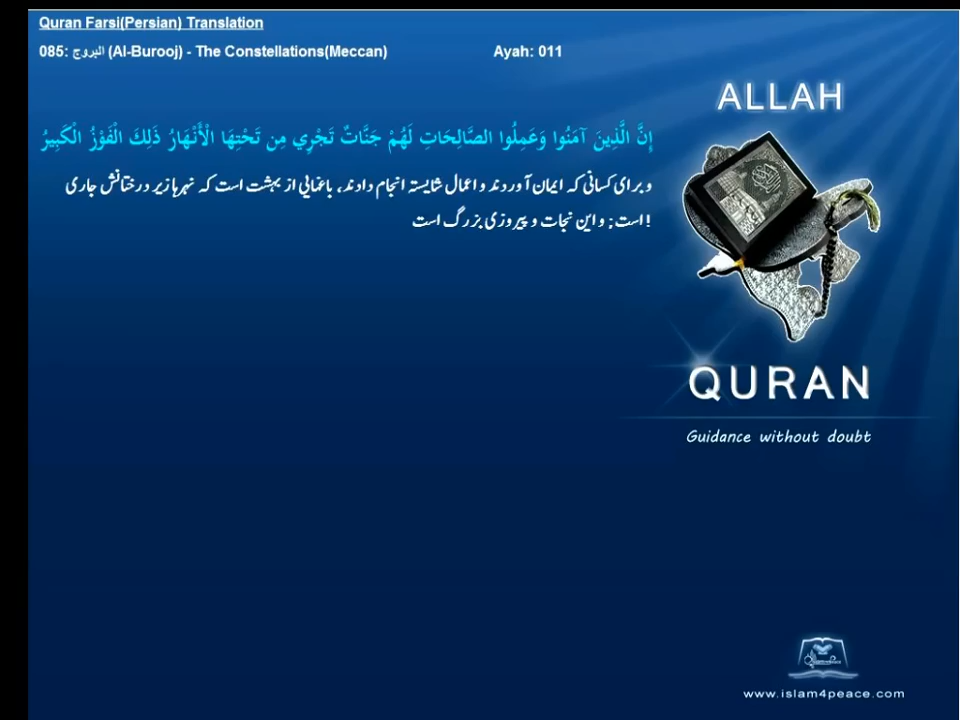 Quran Farsi(Persian) Translation
085: البروج (Al-Burooj) - The Constellations(Meccan) Ayah: 011
ALLAH
إِنَّ الَّذِينَ آمَنُوا وَعَمِلُوا الصَّالِحَاتِ لَهُمْ جَنَّاتٌ تَجْرِي مِن تَحْتِهَا الْأَنْهَارُ ذَلِكَ الْفَوْزُ الْكَبِيرُ
و برای کسانی که ایمان آوردند و اعمال شایسته انجام دادند، باغهایی از بهشت است که نهرها زیر درختانش جاری
است; و این نجات و پیروزی بزرگ است!
QURAN
Guidance without doubt
www.islam4peace.com